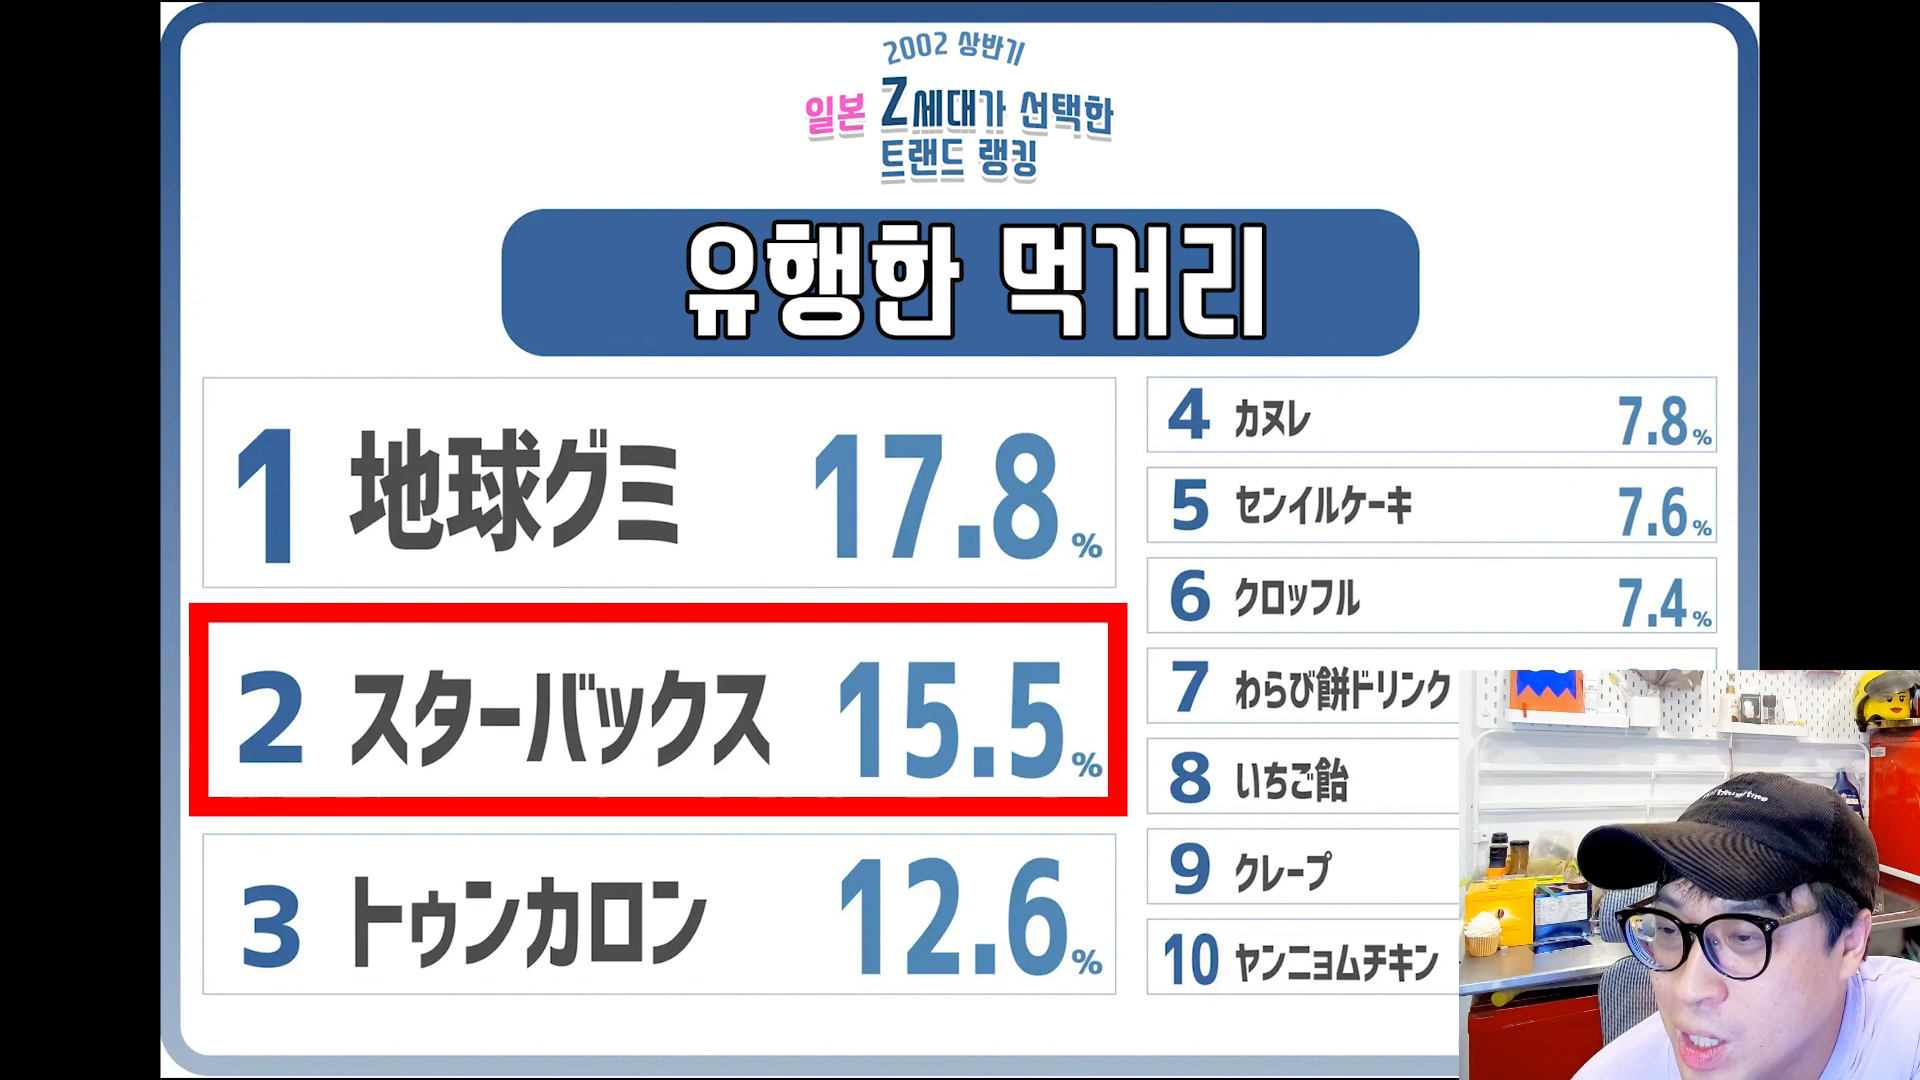 2002 상반기
일본 Z세대가 선택한
트랜드 랭킹
유행한 먹거리
1 地球グミ 17.8%
2 スターバックス 15.5%
3 トゥンカロン 12.6%
4 カヌレ 7.8%
5 センイルケーキ 7.6%
6 クロッフル 7.4%
7 わらび餅ドリンク
8 いちご飴
9 クレープ
10 ヤンニョムチキン